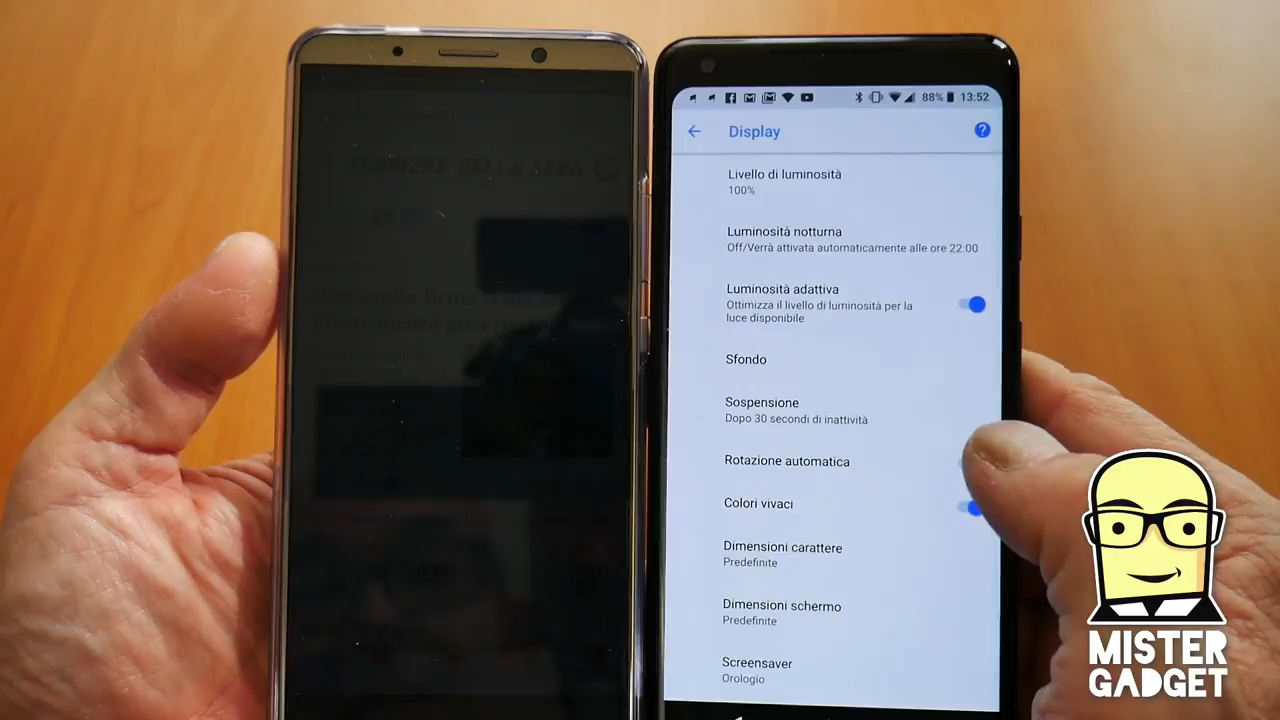 88% 13:52
Display
Livello di luminosità
100%
Luminosità notturna
Off/Verrà attivata automaticamente alle ore 22:00
Luminosità adattiva
Ottimizza il livello di luminosità per la
luce disponibile
Sfondo
Sospensione
Dopo 30 secondi di inattività
Rotazione automatica
Colori vivaci
Dimensioni carattere
Predefinite
Dimensioni schermo
Predefinite
Screensaver
Orologio
MISTER
GADGET